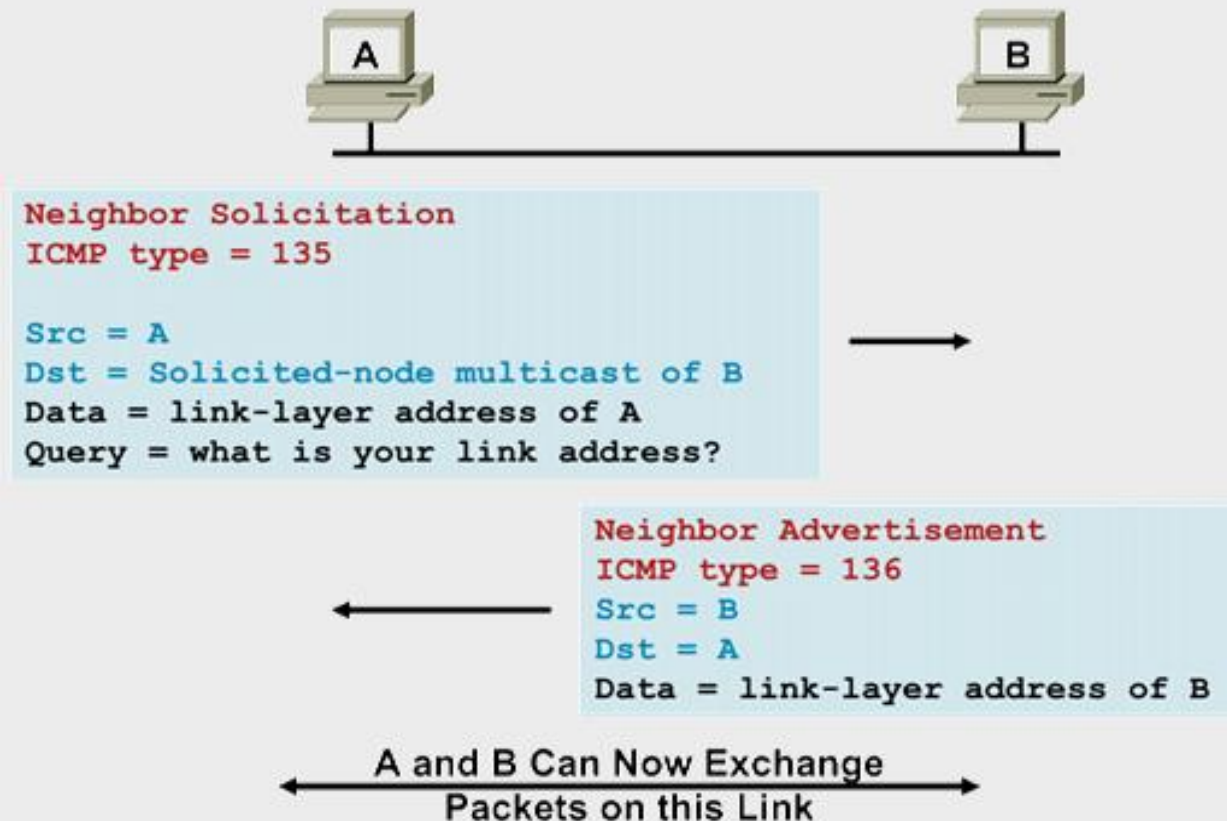 A
B
Neighbor Solicitation
ICMP type = 135
Src = A
Dst = Solicited-node multicast of B
Data = link-layer address of A
Query = what is your link address?
Neighbor Advertisement
ICMP type = 136
Src = B
Dst = A
Data = link-layer address of B
A and B Can Now Exchange
Packets on this Link